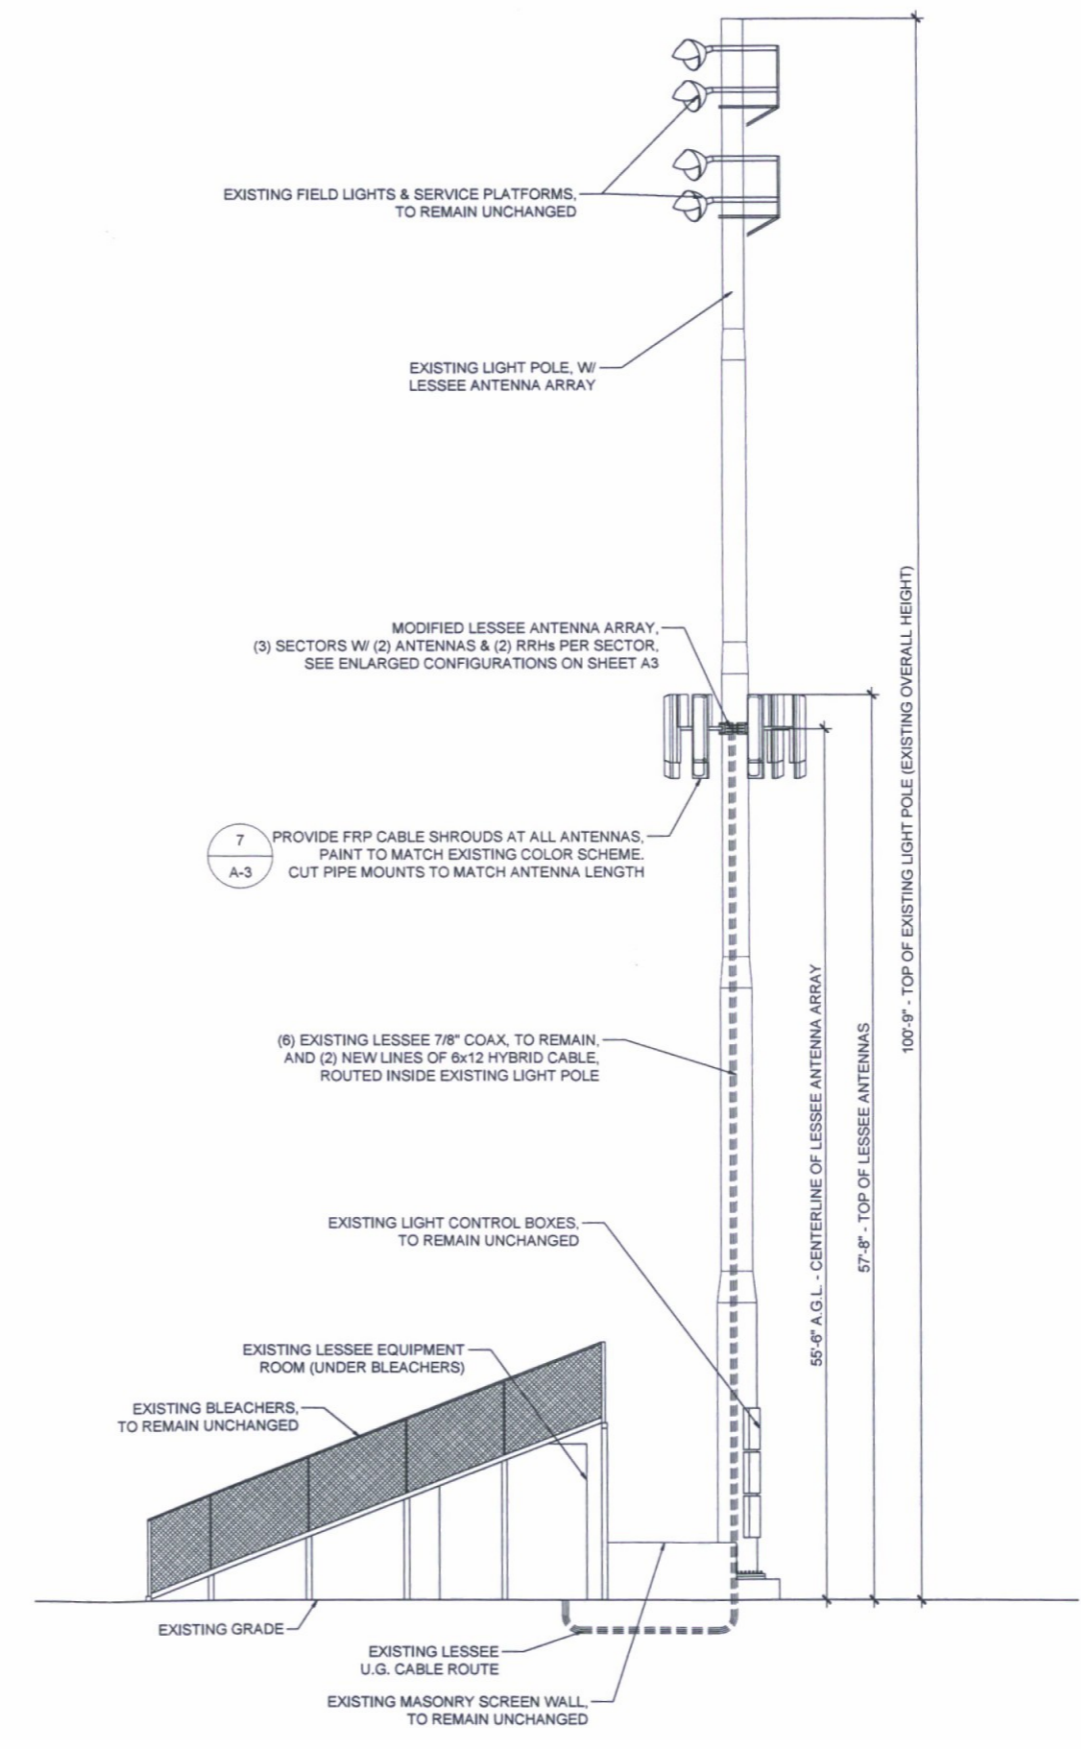 EXISTING FIELD LIGHTS & SERVICE PLATFORMS,
TO REMAIN UNCHANGED
EXISTING LIGHT POLE, W/
LESSEE ANTENNA ARRAY
MODIFIED LESSEE ANTENNA ARRAY,
(3) SECTORS W/ (2) ANTENNAS & (2) RRHs PER SECTOR,
SEE ENLARGED CONFIGURATIONS ON SHEET A3
7
A-3
PROVIDE FRP CABLE SHROUDS AT ALL ANTENNAS,
PAINT TO MATCH EXISTING COLOR SCHEME.
CUT PIPE MOUNTS TO MATCH ANTENNA LENGTH
(6) EXISTING LESSEE 7/8" COAX, TO REMAIN,
AND (2) NEW LINES OF 6x12 HYBRID CABLE,
ROUTED INSIDE EXISTING LIGHT POLE
EXISTING LIGHT CONTROL BOXES,
TO REMAIN UNCHANGED
EXISTING LESSEE EQUIPMENT
ROOM (UNDER BLEACHERS)
EXISTING BLEACHERS,
TO REMAIN UNCHANGED
EXISTING GRADE
EXISTING LESSEE
U.G. CABLE ROUTE
EXISTING MASONRY SCREEN WALL,
TO REMAIN UNCHANGED
55'-6" A.G.L. - CENTERLINE OF LESSEE ANTENNA ARRAY
57'-8" - TOP OF LESSEE ANTENNAS
100'-9" - TOP OF EXISTING LIGHT POLE (EXISTING OVERALL HEIGHT)